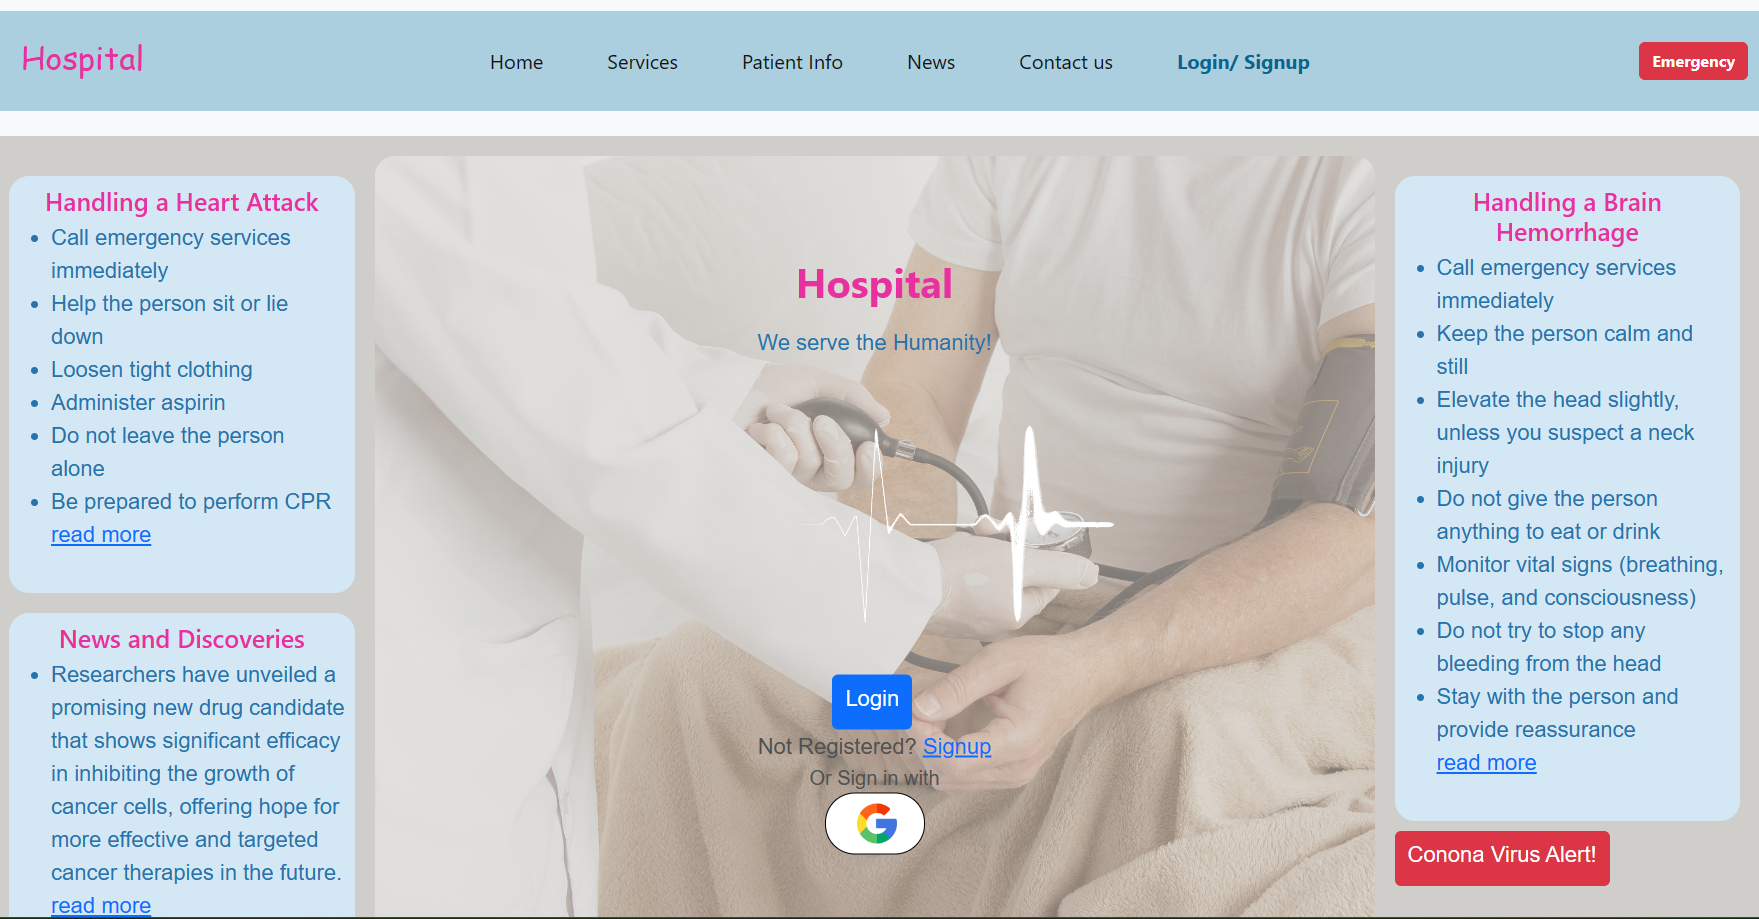 Hospital
Home Services Patient Info News Contact us Login/ Signup Emergency
Handling a Heart Attack
Call emergency services
immediately
Help the person sit or lie
down
Loosen tight clothing
Administer aspirin
Do not leave the person
alone
Be prepared to perform CPR
read more
News and Discoveries
Researchers have unveiled a
promising new drug candidate
that shows significant efficacy
in inhibiting the growth of
cancer cells, offering hope for
more effective and targeted
cancer therapies in the future.
read more
Hospital
We serve the Humanity!
Login
Not Registered? Signup
Or Sign in with
Handling a Brain
Hemorrhage
Call emergency services
immediately
Keep the person calm and
still
Elevate the head slightly,
unless you suspect a neck
injury
Do not give the person
anything to eat or drink
Monitor vital signs (breathing,
pulse, and consciousness)
Do not try to stop any
bleeding from the head
Stay with the person and
provide reassurance
read more
Conona Virus Alert!